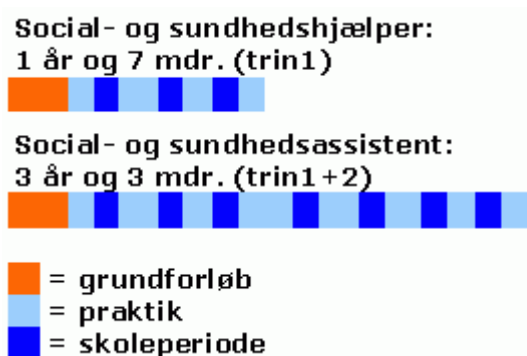 Social- og sundhedshjælper:
1 år og 7 mdr. (trin1)
Social- og sundhedsassistent:
3 år og 3 mdr. (trin1+2)
= grundforløb
= praktik
= skoleperiode